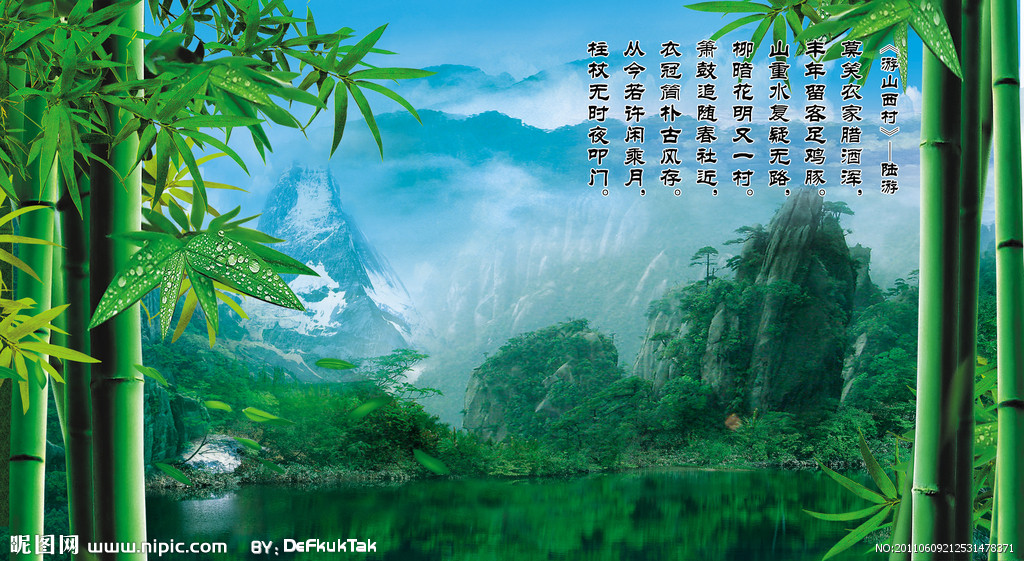 《游山西村》—陆游
莫笑农家腊酒浑，
丰年留客足鸡豚。
山重水复疑无路，
柳暗花明又一村。
箫鼓追随春社近，
衣冠简朴古风存。
从今若许闲乘月，
柱杖无时夜叩门。
昵图网 www.nipic.com BY：DeFkukTak
NO:20110609212531478371